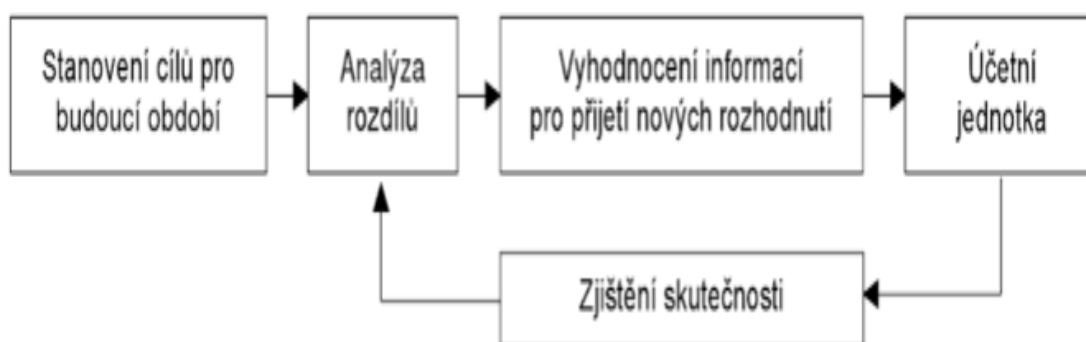 Stanovení cílů pro
budoucí období
Analýza
rozdílů
Vyhodnocení informací
pro přijetí nových rozhodnutí
Účetní
jednotka
Zjištění skutečnosti